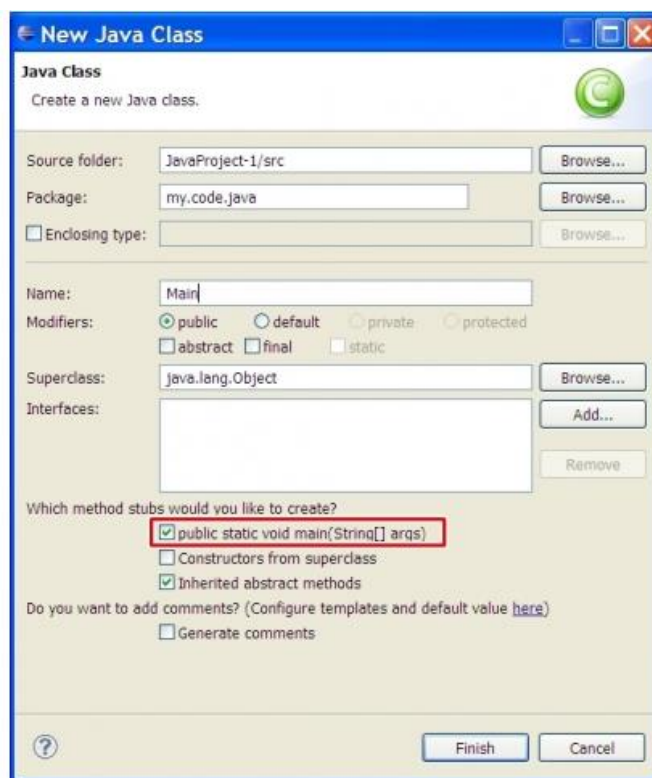 New Java Class
Java Class
Create a new Java class.
Source folder: JavaProject-1/src Browse...
Package: my.code.java Browse...
Enclosing type: Browse...
Name: Main
Modifiers: public default private protected
abstract final static
Superclass: java.lang.Object Browse...
Interfaces: Add...
Remove
Which method stubs would you like to create?
public static void main(String[] args)
Constructors from superclass
Inherited abstract methods
Do you want to add comments? (Configure templates and default value here)
Generate comments
Finish Cancel